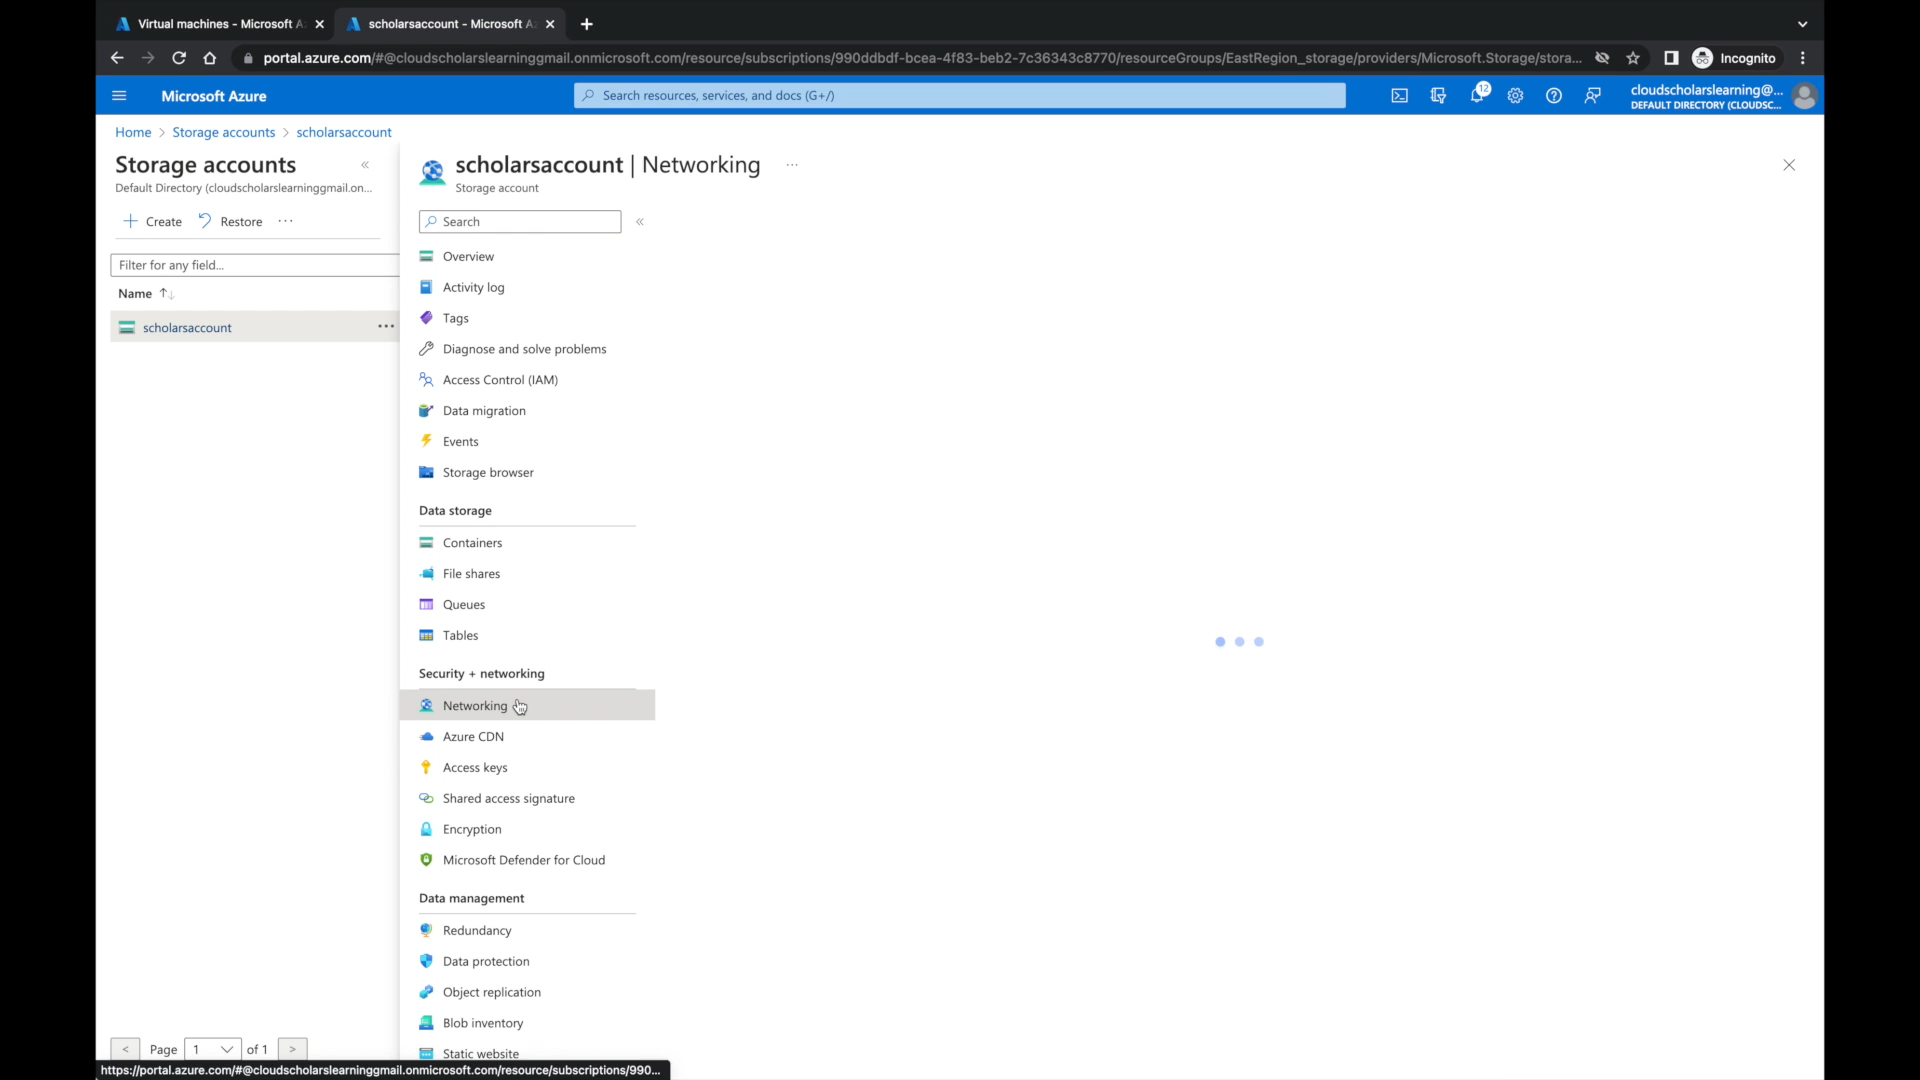 Virtual machines - Microsoft A
scholarsaccount - Microsoft A
portal.azure.com/#@cloudscholarslearninggmail.onmicrosoft.com/resource/subscriptions/990ddbdf-bcea-4f83-beb2-7c36343c8770/resourceGroups/EastRegion_storage/providers/Microsoft.Storage/stora...
Incognito
Microsoft Azure
Search resources, services, and docs (G+/)
12
cloudscholarslearning@...
DEFAULT DIRECTORY (CLOUDSC...
Home > Storage accounts > scholarsaccount
Storage accounts
Default Directory (cloudscholarslearninggmail.on...
+ Create
Restore
...
Filter for any field...
Name ↑↓
scholarsaccount
...
scholarsaccount | Networking
...
Storage account
Search
Overview
Activity log
Tags
Diagnose and solve problems
Access Control (IAM)
Data migration
Events
Storage browser
Data storage
Containers
File shares
Queues
Tables
Security + networking
Networking
Azure CDN
Access keys
Shared access signature
Encryption
Microsoft Defender for Cloud
Data management
Redundancy
Data protection
Object replication
Blob inventory
Static website
< Page 1 of 1 >
https://portal.azure.com/#@cloudscholarslearninggmail.onmicrosoft.com/resource/subscriptions/990...